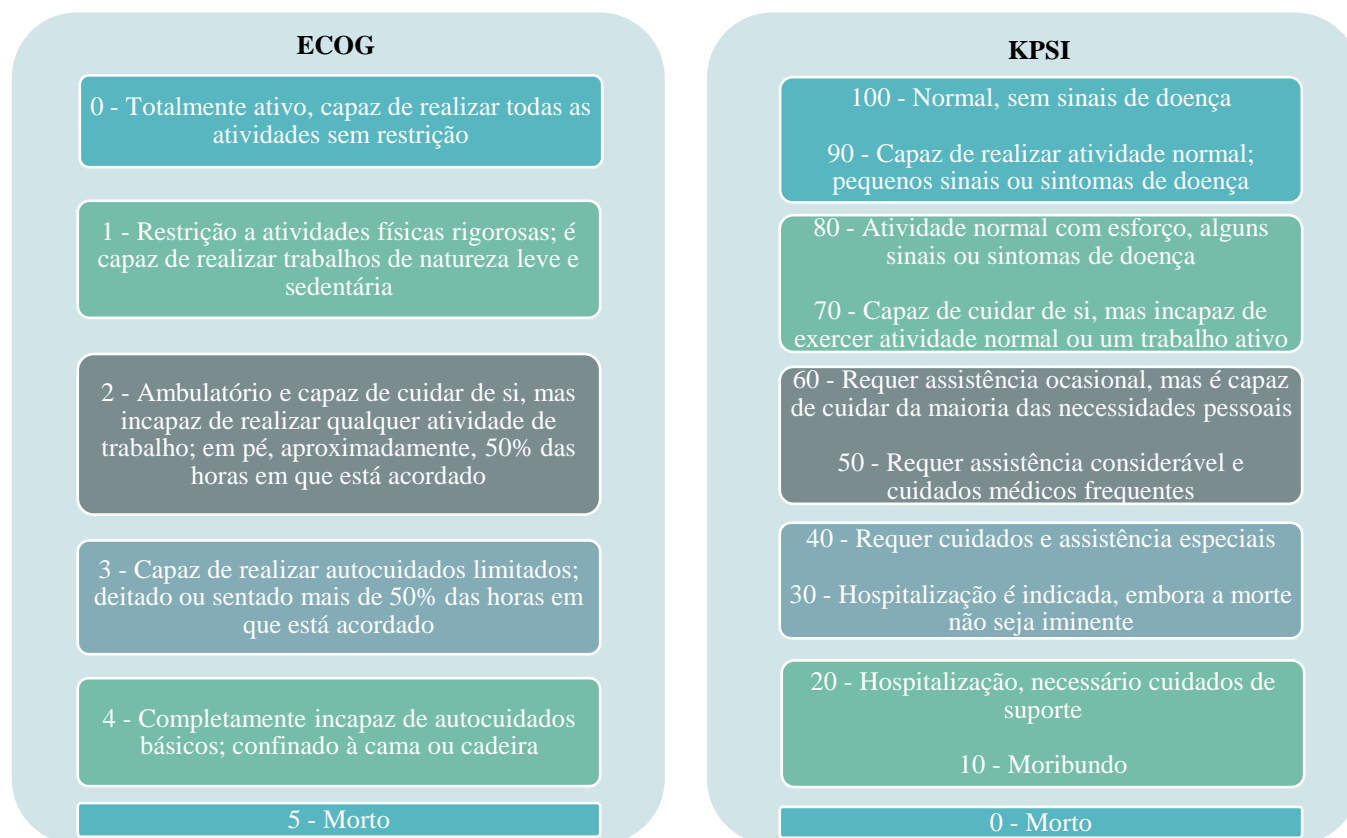 ECOG
0 - Totalmente ativo, capaz de realizar todas as
atividades sem restrição
1 - Restrição a atividades físicas rigorosas; é
capaz de realizar trabalhos de natureza leve e
sedentária
2 - Ambulatório e capaz de cuidar de si, mas
incapaz de realizar qualquer atividade de
trabalho; em pé, aproximadamente, 50% das
horas em que está acordado
3 - Capaz de realizar autocuidados limitados;
deitado ou sentado mais de 50% das horas em
que está acordado
4 - Completamente incapaz de autocuidados
básicos; confinado à cama ou cadeira
5 - Morto
KPSI
100 - Normal, sem sinais de doença
90 - Capaz de realizar atividade normal;
pequenos sinais ou sintomas de doença
80 - Atividade normal com esforço, alguns
sinais ou sintomas de doença
70 - Capaz de cuidar de si, mas incapaz de
exercer atividade normal ou um trabalho ativo
60 - Requer assistência ocasional, mas é capaz
de cuidar da maioria das necessidades pessoais
50 - Requer assistência considerável e
cuidados médicos frequentes
40 - Requer cuidados e assistência especiais
30 - Hospitalização é indicada, embora a morte
não seja iminente
20 - Hospitalização, necessário cuidados de
suporte
10 - Moribundo
0 - Morto